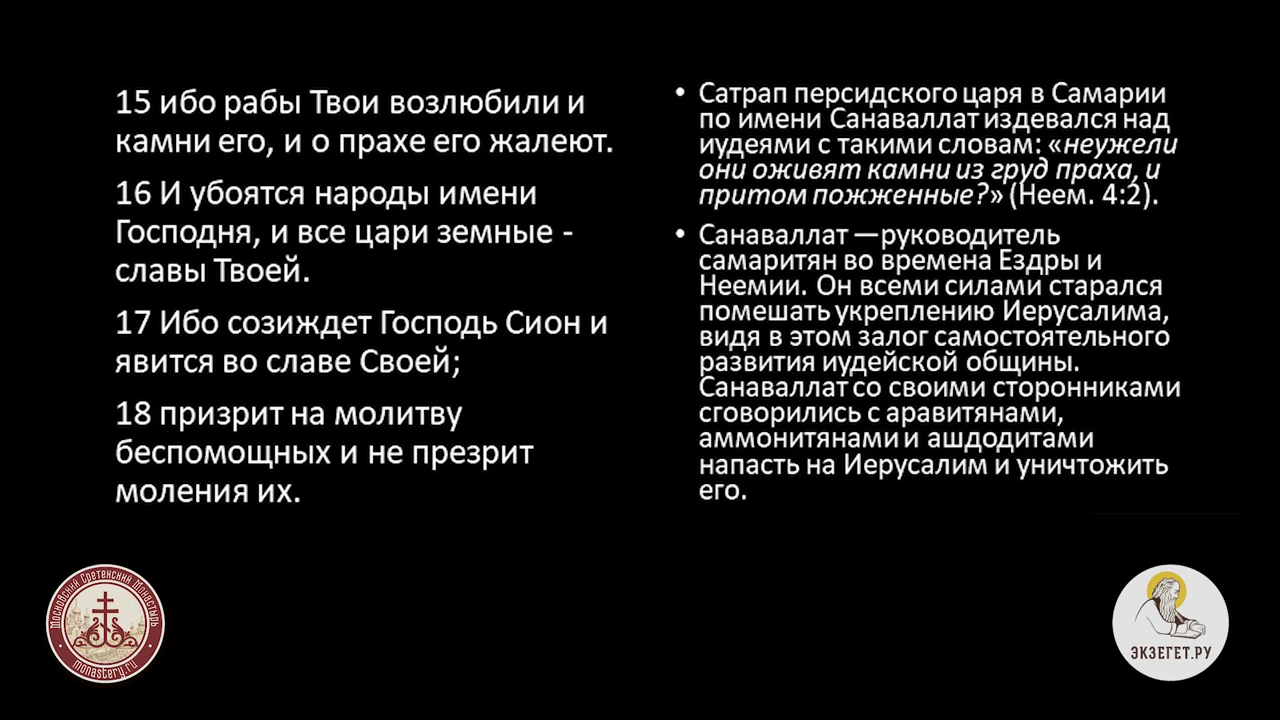 15 ибо рабы Твои возлюбили и
камни его, и о прахе его жалеют.
16 И убоятся народы имени
Господня, и все цари земные -
славы Твоей.
17 Ибо созиждет Господь Сион и
явится во славе Своей;
18 призрит на молитву
беспомощных и не презрит
моления их.
• Сатрап персидского царя в Самарии
по имени Санаваллат издевался над
иудеями с такими словам: «неужели
они оживят камни из груд праха, и
притом пожженные?» (Неем. 4:2).
• Санаваллат —руководитель
самаритян во времена Ездры и
Неемии. Он всеми силами старался
помешать укреплению Иерусалима,
видя в этом залог самостоятельного
развития иудейской общины.
Санаваллат со своими сторонниками
сговорились с аравитянами,
аммонитянами и ашдодитами
напасть на Иерусалим и уничтожить
его.
Московский Сретенский Монастырь
monastery.ru
ЭКЗЕГЕТ.РУ